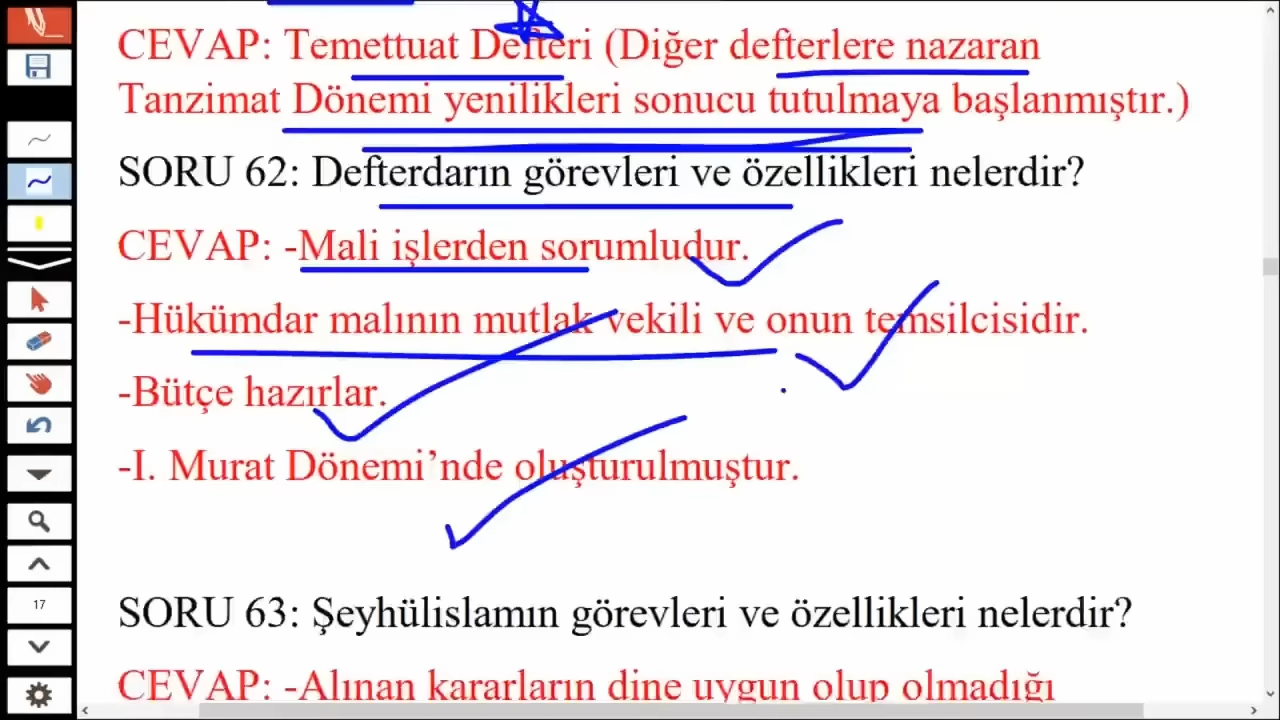 CEVAP: Temettuat Defteri (Diğer defterlere nazaran
Tanzimat Dönemi yenilikleri sonucu tutulmaya başlanmıştır.)
SORU 62: Defterdarın görevleri ve özellikleri nelerdir?
CEVAP: -Mali işlerden sorumludur.
-Hükümdar malının mutlak vekili ve onun temsilcisidir.
-Bütçe hazırlar.
-I. Murat Dönemi’nde oluşturulmuştur.
17
SORU 63: Şeyhülislamın görevleri ve özellikleri nelerdir?
CEVAP: -Alınan kararların dine uygun olup olmadığı